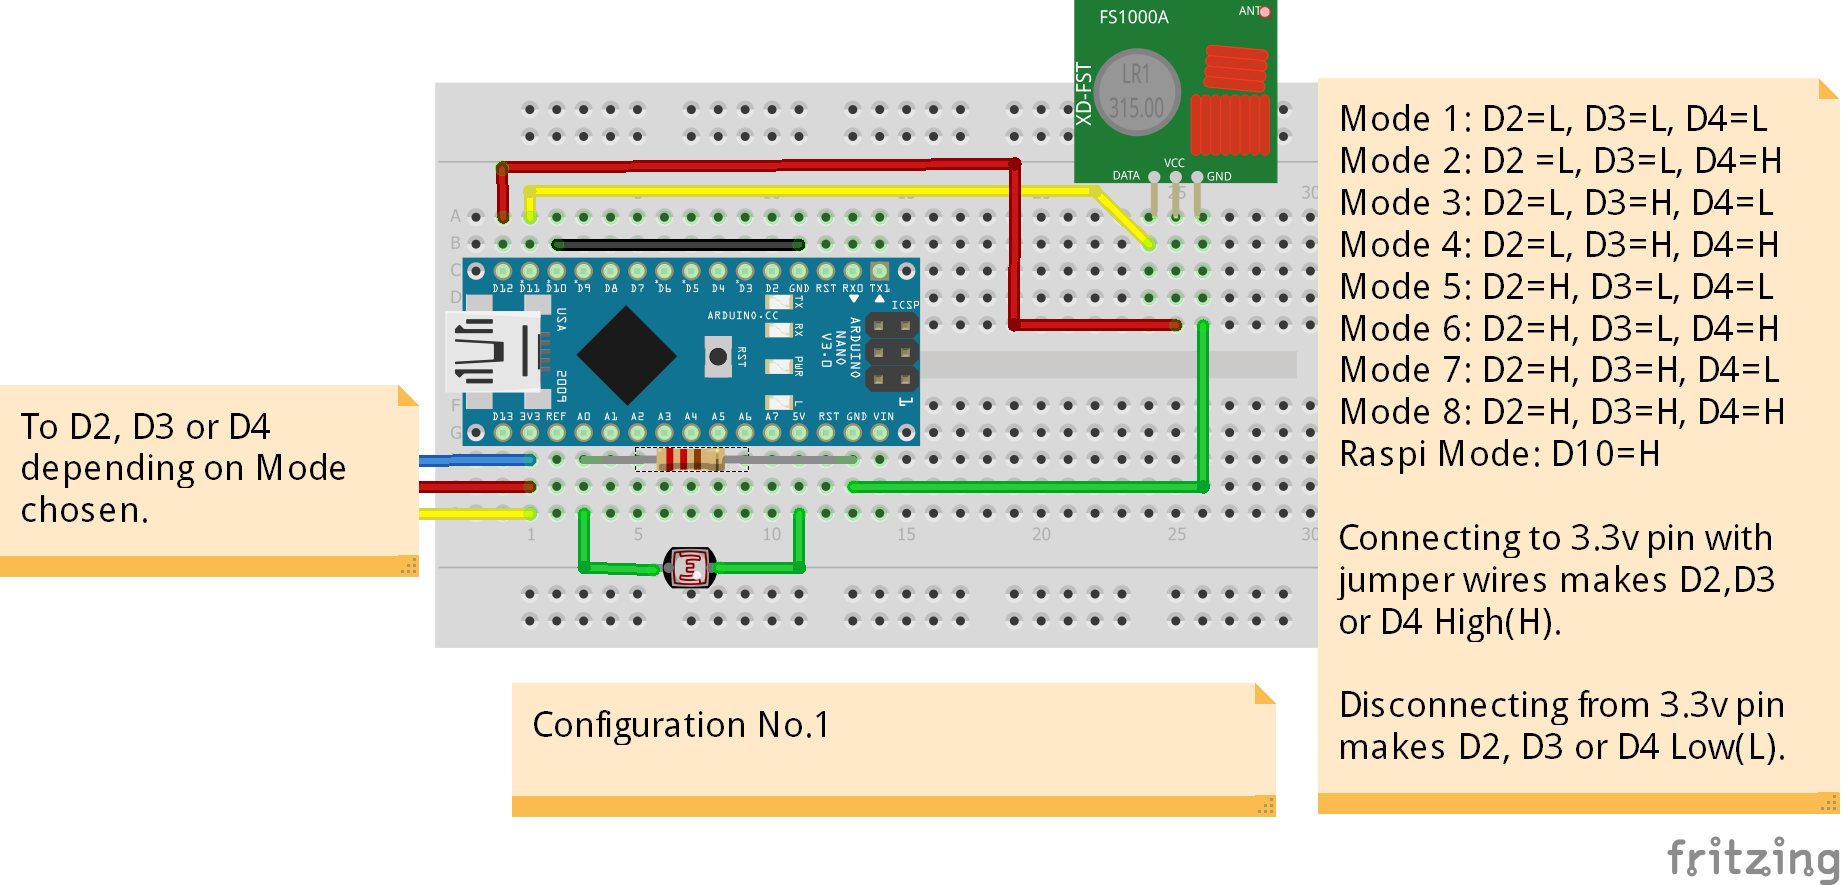 FS1000A
ANT
LR1
315.00
XD-FST
DATA
VCC
GND
Mode 1: D2=L, D3=L, D4=L
Mode 2: D2 =L, D3=L, D4=H
Mode 3: D2=L, D3=H, D4=L
Mode 4: D2=L, D3=H, D4=H
Mode 5: D2=H, D3=L, D4=L
Mode 6: D2=H, D3=L, D4=H
Mode 7: D2=H, D3=H, D4=L
Mode 8: D2=H, D3=H, D4=H
Raspi Mode: D10=H
Connecting to 3.3v pin with
jumper wires makes D2,D3
or D4 High(H).
Disconnecting from 3.3v pin
makes D2, D3 or D4 Low(L).
5
20
25
30
A
B
C
D
D12 D11 D10 D9 D8 D7 D6 D5 D4 D3 D2 GND RST RX0 TX1
ICSP
ARDUINO.CC
USA
2009
TX
RX
PWR
L
RST
ARDUINO
NANO
V3.0
1
D13 3V3 REF A0 A1 A2 A3 A4 A5 A6 A7 5V RST GND VIN
F
G
1 5 10 15 20 25 30
To D2, D3 or D4
depending on Mode
chosen.
Configuration No.1
fritzing